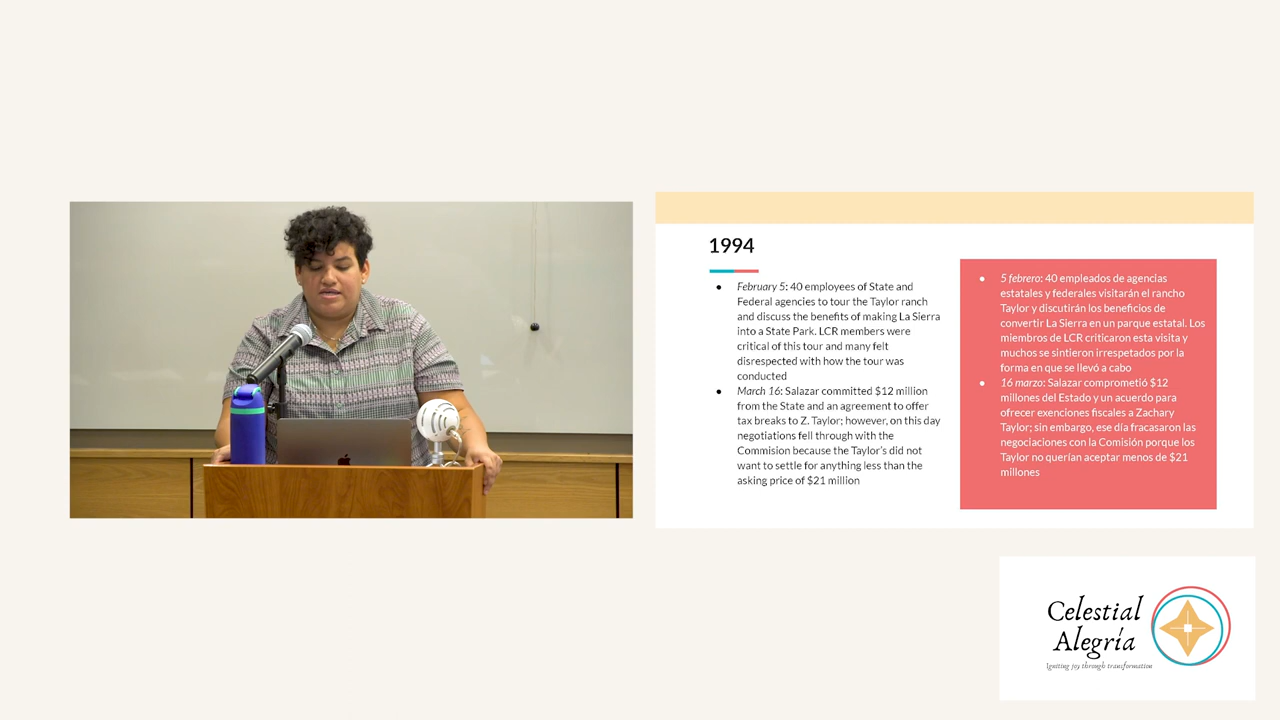 1994
● February 5: 40 employees of State and
Federal agencies to tour the Taylor ranch
and discuss the benefits of making La Sierra
into a State Park. LCR members were
critical of this tour and many felt
disrespected with how the tour was
conducted
● March 16: Salazar committed $12 million
from the State and an agreement to offer
tax breaks to Z. Taylor; however, on this day
negotiations fell through with the
Commision because the Taylor's did not
want to settle for anything less than the
asking price of $21 million
● 5 febrero: 40 empleados de agencias
estatales y federales visitarán el rancho
Taylor y discutirán los beneficios de
convertir La Sierra en un parque estatal. Los
miembros de LCR criticaron esta visita y
muchos se sintieron irrespetados por la
forma en que se llevó a cabo
● 16 marzo: Salazar comprometió $12
millones del Estado y un acuerdo para
ofrecer exenciones fiscales a Zachary
Taylor; sin embargo, ese día fracasaron las
negociaciones con la Comisión porque los
Taylor no querían aceptar menos de $21
millones
Celestial
Alegría
Igniting joy through transformation